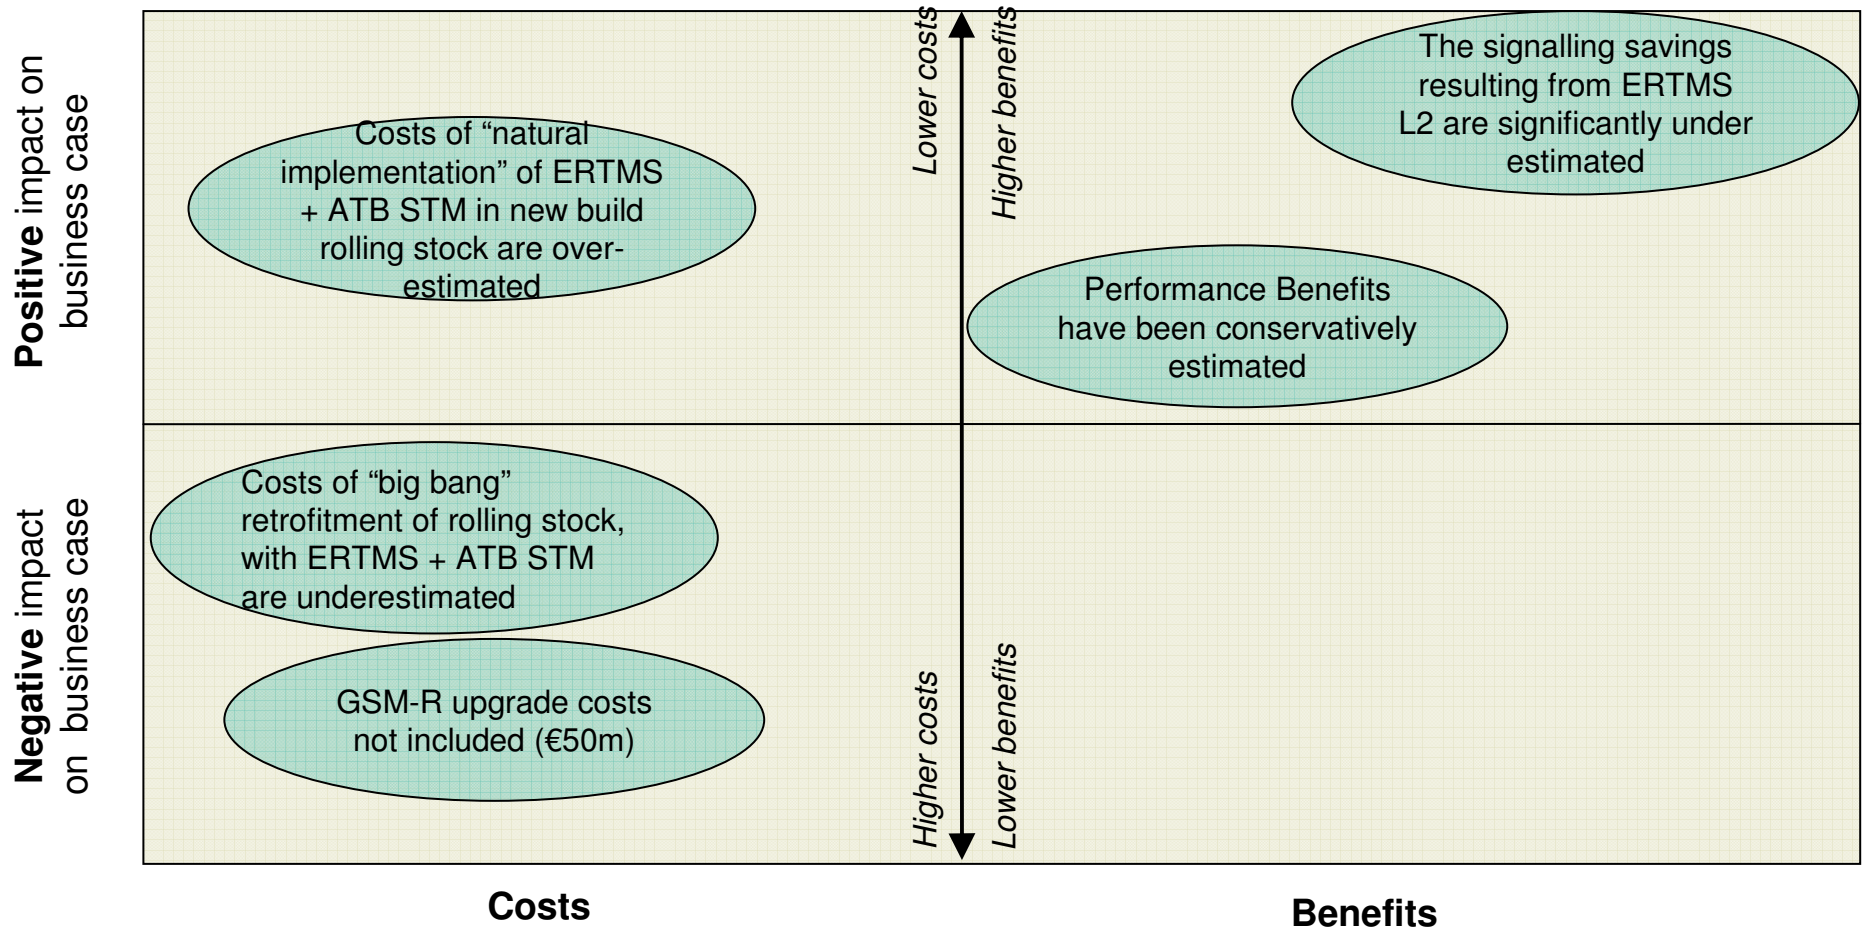 Positive impact on
business case
Costs of “natural
implementation” of ERTMS
+ ATB STM in new build
rolling stock are over-
estimated
Lower costs
Higher benefits
The signalling savings
resulting from ERTMS
L2 are significantly under
estimated
Performance Benefits
have been conservatively
estimated
Negative impact
on business case
Costs of “big bang”
retrofitment of rolling stock,
with ERTMS + ATB STM
are underestimated
GSM-R upgrade costs
not included (€50m)
Higher costs
Lower benefits
Costs
Benefits